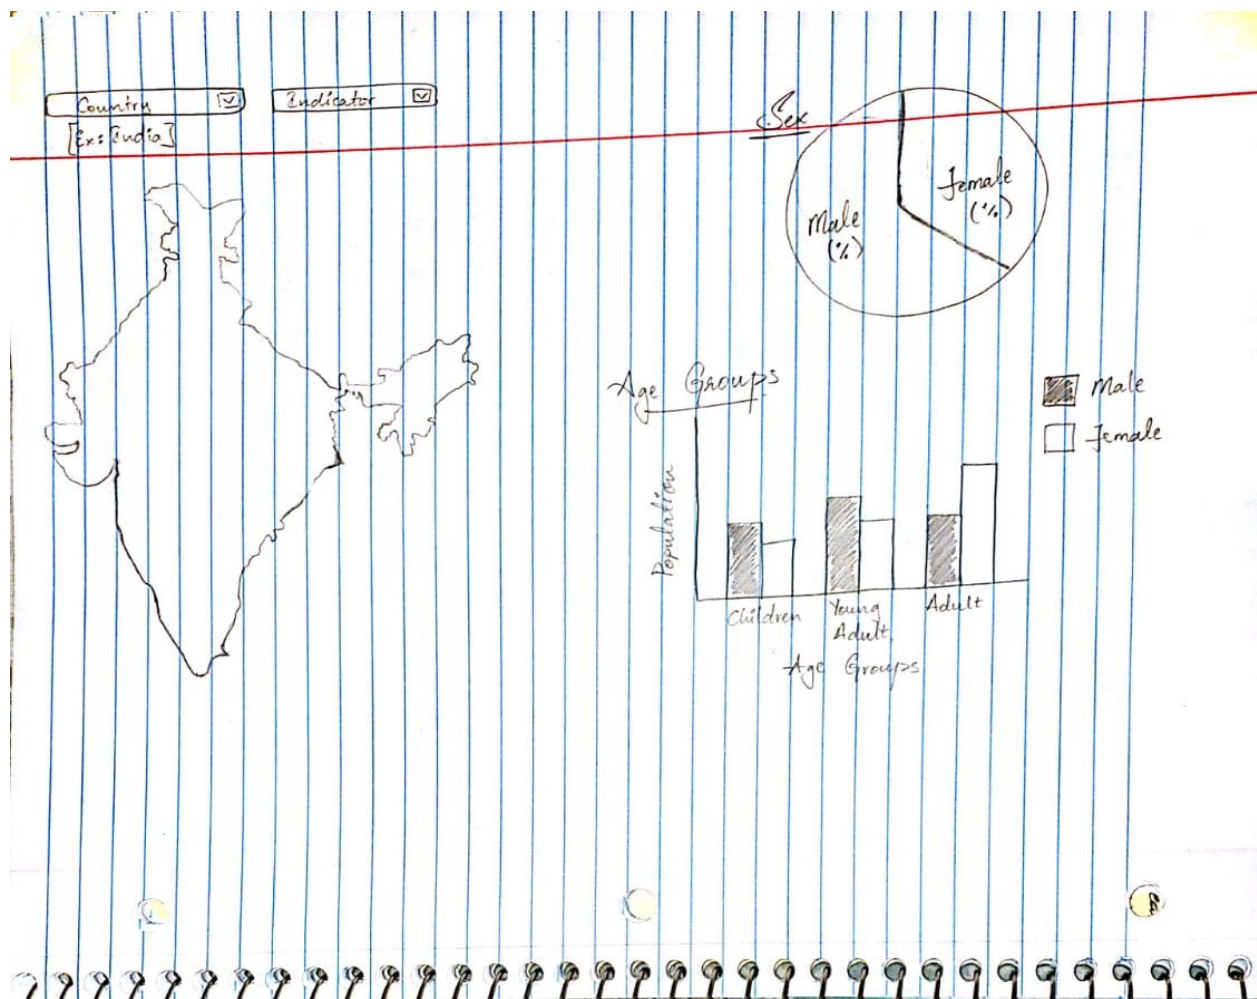 Country
Indicator
[Ex: India]
Sex
Male
(%)
Female
(%)
Age Groups
Male
Female
Population
Children
Young
Adult
Adult
Age Groups